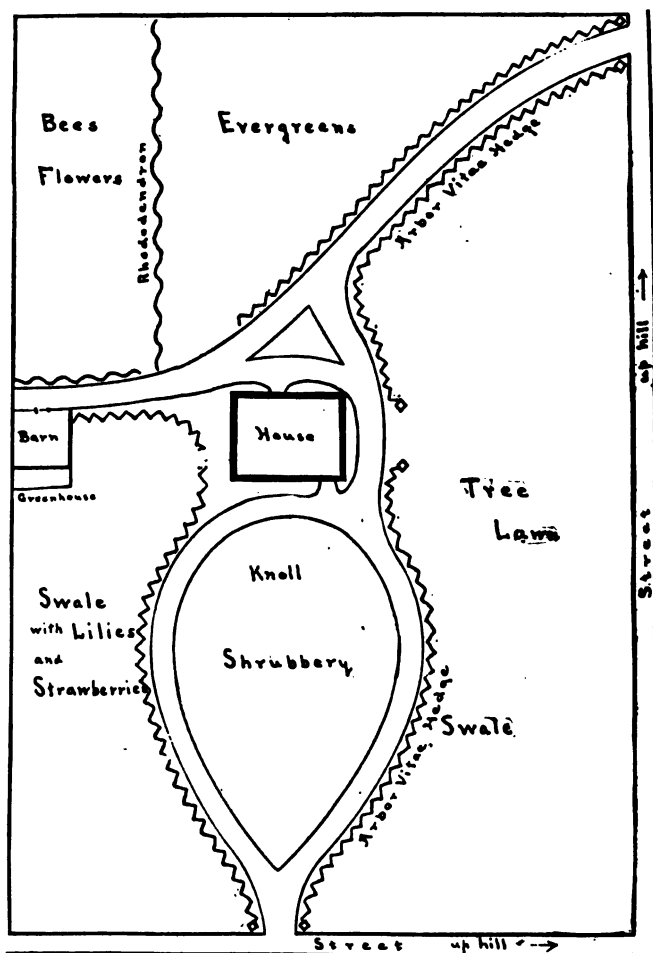 Bees
Flowers
Rhododendron
Evergreens
Arbor Vitae Hedge
up hill
Barn
House
Greenhouse
Tree
Lawn
Street
Knoll
Shrubbery
Swale
with Lilies
and
Strawberries
Swale
Arbor Vitae Hedge
Street up hill